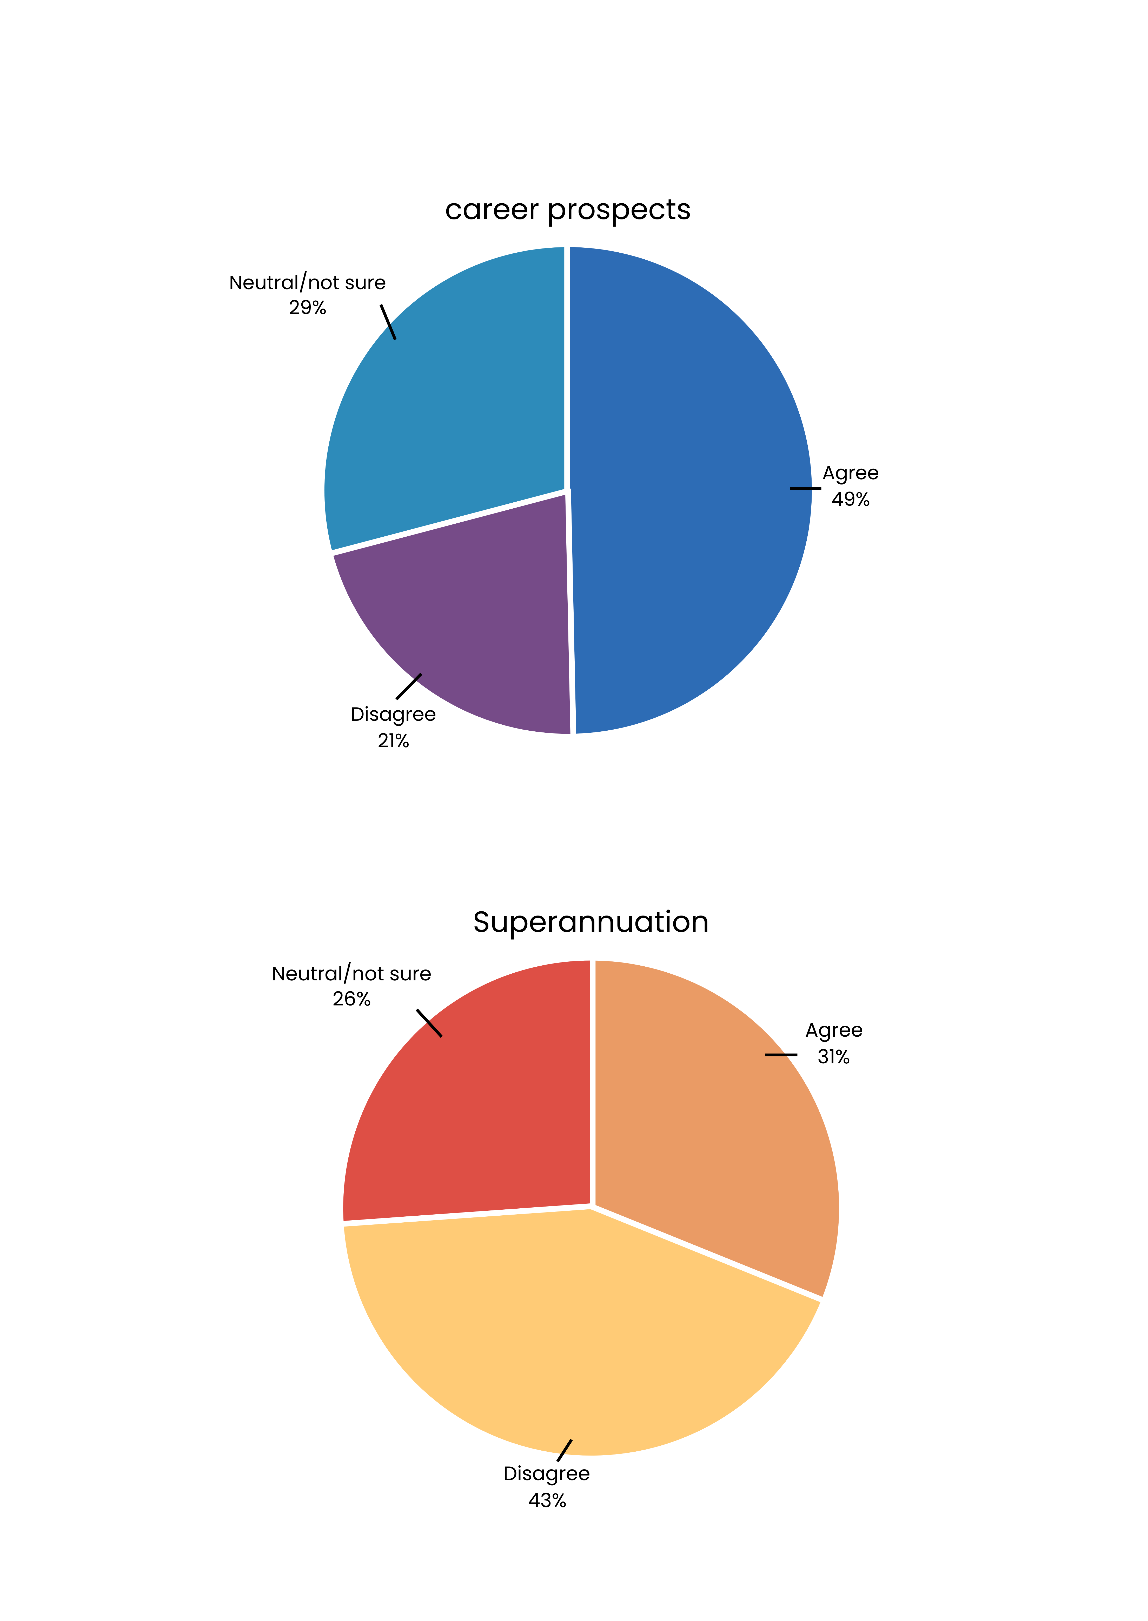 career prospects
Neutral/not sure
29%
Agree
49%
Disagree
21%
Superannuation
Neutral/not sure
26%
Agree
31%
Disagree
43%